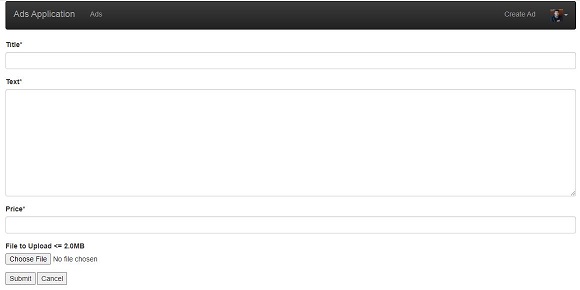 Ads Application Ads Create Ad
Title*
Text*
Price*
File to Upload <= 2.0MB
Choose File No file chosen
Submit Cancel